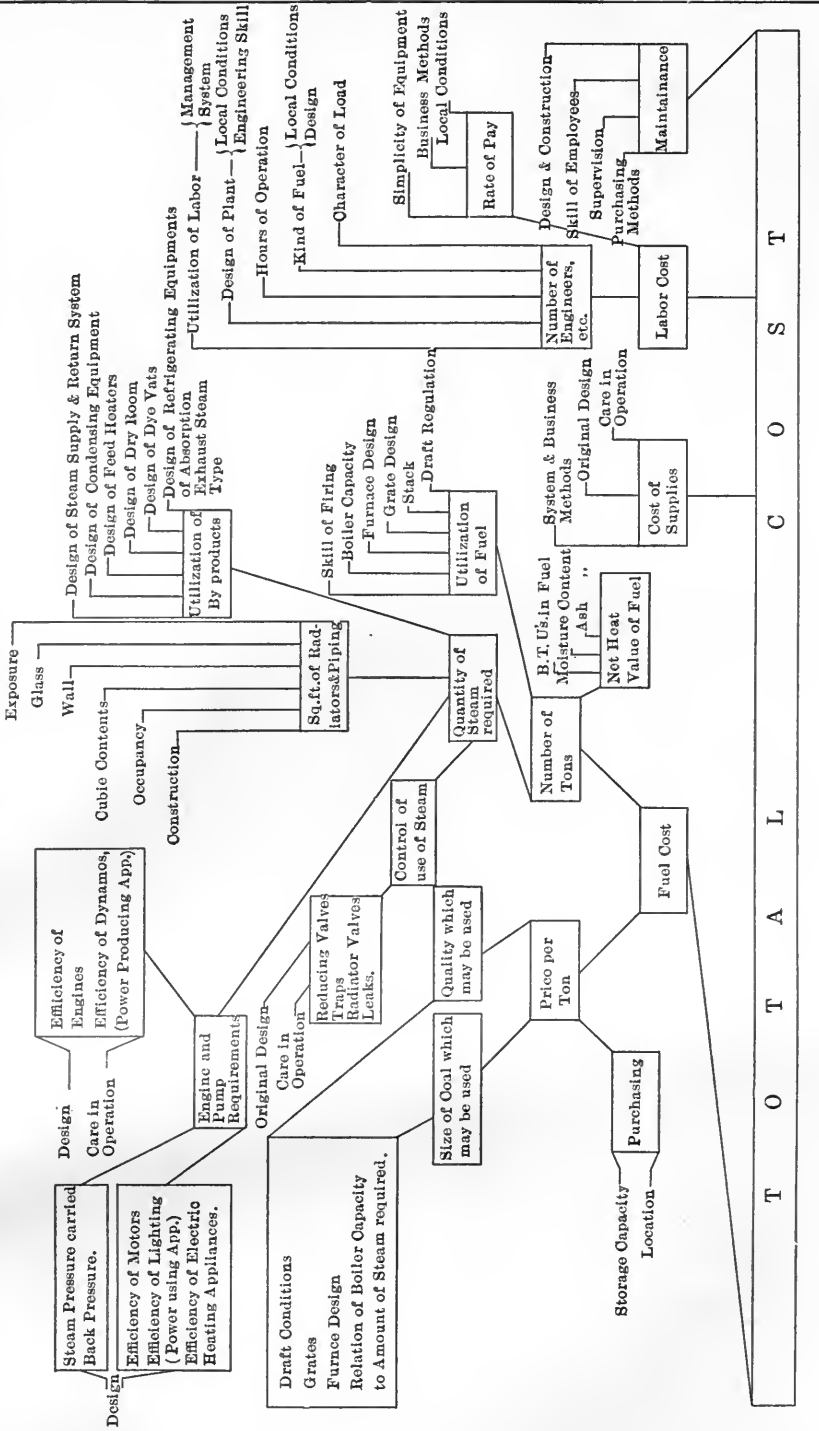 Steam Pressure carried
Back Pressure.
Design
Efficiency of Motors
Efficiency of Lighting
(Power using App.)
Efficiency of Electric
Heating Appliances.
Design
Care in
Operation
Efficiency of
Engines
Efficiency of Dynamos,
(Power Producing App.)
Engine and
Pump
Requirements
Exposure
Glass
Wall
Cubic Contents
Occupancy
Construction
Sq.ft.of Rad-
iators&Piping
Design of Steam Supply & Return System
Design of Condensing Equipment
Design of Feed Heaters
Design of Dry Room
Design of Dye Vats
Design of Refrigerating Equipments
of Absorption
Exhaust Steam
Type
Utilization of
By products
Utilization of Labor
Management
System
Design of Plant
Local Conditions
Engineering Skill
Hours of Operation
Kind of Fuel
Local Conditions
Design
Character of Load
Number of
Engineers,
etc.
Simplicity of Equipment
Business Methods
Local Conditions
Rate of Pay
Design & Construction
Skill of Employees
Supervision
Purchasing
Methods
Maintainance
Labor Cost
Original Design
Care in
Operation
Reducing Valves
Traps
Radiator Valves
Leaks.
Control of
use of Steam
Quantity of
Steam
required
Skill of Firing
Boiler Capacity
Furnace Design
Grate Design
Stack
Draft Regulation
Utilization
of Fuel
System & Business
Methods
Original Design
Care in
Operation
Cost of
Supplies
Draft Conditions
Grates
Furnce Design
Relation of Boiler Capacity
to Amount of Steam required.
Size of Coal which
may be used
Quality which
may be used
Price per
Ton
Storage Capacity
Location
Purchasing
B.T. U's.in Fuel
Moisture Content
Ash ,,
Net Heat
Value of Fuel
Number of
Tons
Fuel Cost
TOTAL COST